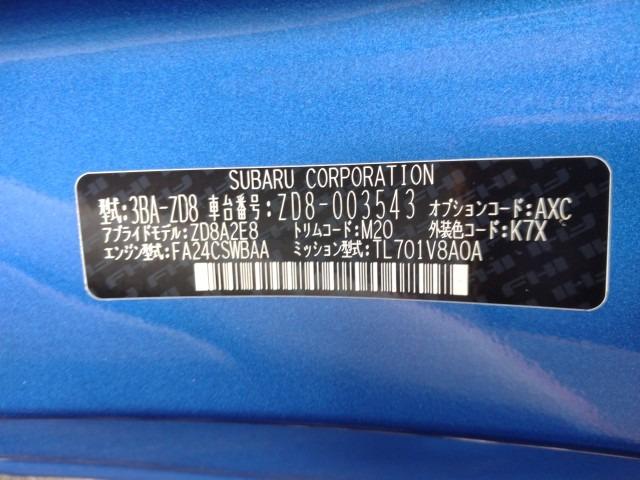 SUBARU CORPORATION
型式:3BA-ZD8 車台番号:ZD8-003543 オプションコード:AXC
アプライドモデル:ZD8A2E8 トリムコード:M20 外装色コード:K7X
エンジン型式:FA24CSWBAA ミッション型式:TL701V8A0A